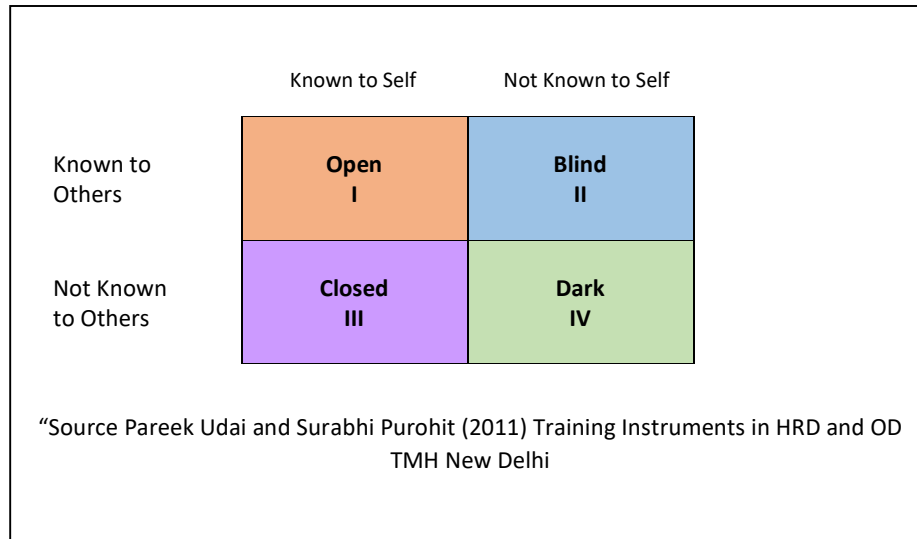 Known to Self Not Known to Self
Known to
Others
Open
I
Blind
II
Not Known
to Others
Closed
III
Dark
IV
“Source Pareek Udai and Surabhi Purohit (2011) Training Instruments in HRD and OD
TMH New Delhi